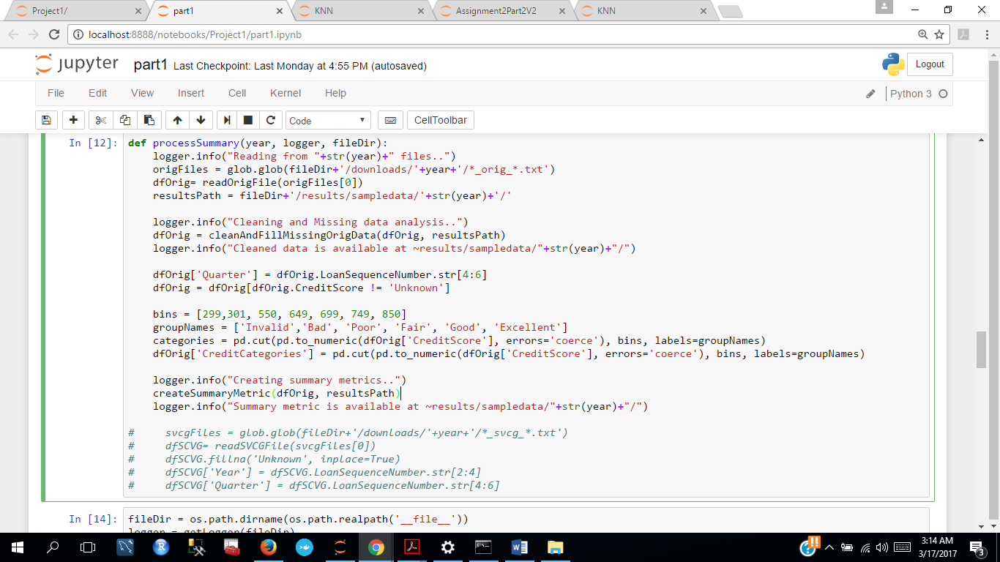 Project1/
part1
KNN
Assignment2Part2V2
KNN
localhost:8888/notebooks/Project1/part1.ipynb
jupyter part1 Last Checkpoint: Last Monday at 4:55 PM (autosaved)
Logout
File Edit View Insert Cell Kernel Help
Python 3
Code
CellToolbar
In [12]:
def processSummary(year, logger, fileDir):
    logger.info("Reading from "+str(year)+" files..")
    origFiles = glob.glob(fileDir+'/downloads/'+year+'/*_orig_*.txt')
    dfOrig= readOrigFile(origFiles[0])
    resultsPath = fileDir+'/results/sampledata/'+str(year)+'/'
    logger.info("Cleaning and Missing data analysis..")
    dfOrig = cleanAndFillMissingOrigData(dfOrig, resultsPath)
    logger.info("Cleaned data is available at ~results/sampledata/"+str(year)+"/")
    dfOrig['Quarter'] = dfOrig.LoanSequenceNumber.str[4:6]
    dfOrig = dfOrig[dfOrig.CreditScore != 'Unknown']
    bins = [299,301, 550, 649, 699, 749, 850]
    groupNames = ['Invalid','Bad', 'Poor', 'Fair', 'Good', 'Excellent']
    categories = pd.cut(pd.to_numeric(dfOrig['CreditScore'], errors='coerce'), bins, labels=groupNames)
    dfOrig['CreditCategories'] = pd.cut(pd.to_numeric(dfOrig['CreditScore'], errors='coerce'), bins, labels=groupNames)
    logger.info("Creating summary metrics..")
    createSummaryMetric(dfOrig, resultsPath)
    logger.info("Summary metric is available at ~results/sampledata/"+str(year)+"/")
#     svcgFiles = glob.glob(fileDir+'/downloads/'+year+'/*_svcg_*.txt')
#     dfSCVG= readSVCGFile(svcgFiles[0])
#     dfSCVG.fillna('Unknown', inplace=True)
#     dfSCVG['Year'] = dfSCVG.LoanSequenceNumber.str[2:4]
#     dfSCVG['Quarter'] = dfSCVG.LoanSequenceNumber.str[4:6]
In [14]:
fileDir = os.path.dirname(os.path.realpath('__file__'))
logger = getLogger(fileDir)
3:14 AM
3/17/2017
3